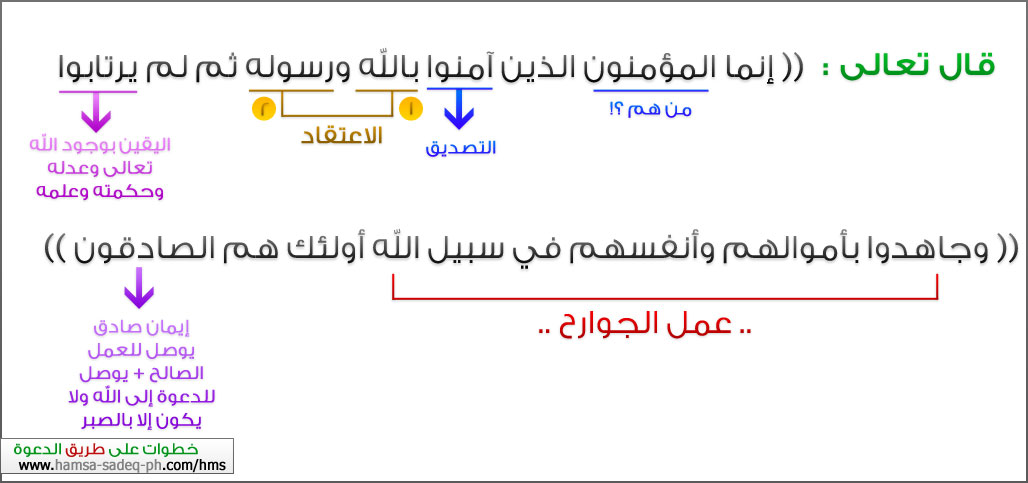 قال تعالى : (( إنما المؤمنون الذين آمنوا بالله ورسوله ثم لم يرتابوا
من هم ؟!
التصديق
١
٢
الاعتقاد
اليقين بوجود الله
تعالى وعدله
وحكمته وعلمه
(( وجاهدوا بأموالهم وأنفسهم في سبيل الله أولئك هم الصادقون ))
.. عمل الجوارح ..
إيمان صادق
يوصل للعمل
الصالح + يوصل
للدعوة إلى الله ولا
يكون إلا بالصبر
خطوات على طريق الدعوة
www.hamsa-sadeq-ph.com/hms